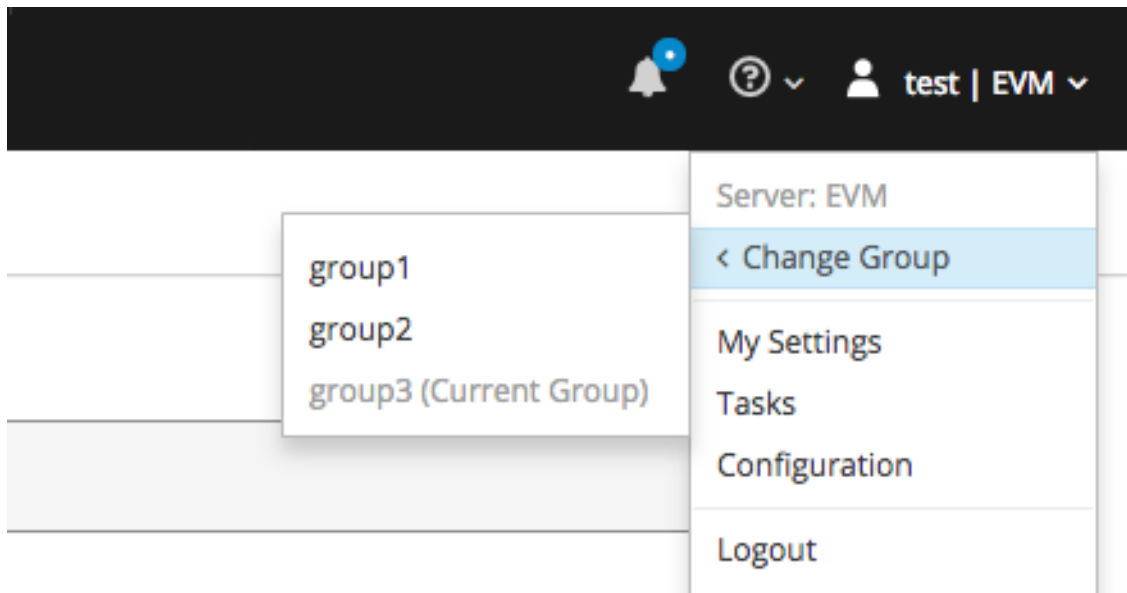 test | EVM
Server: EVM
< Change Group
group1
group2
group3 (Current Group)
My Settings
Tasks
Configuration
Logout